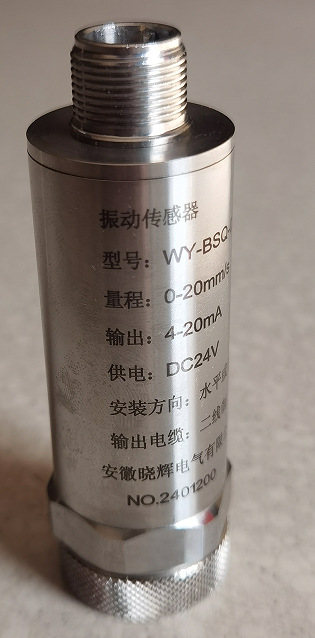 振动传感器
型号：WY-BSQ-
量程：0-20mm/s
输出：4-20mA
供电：DC24V
安装方向：水平
输出电缆：二线
安徽晓辉电气有限
NO.2401200